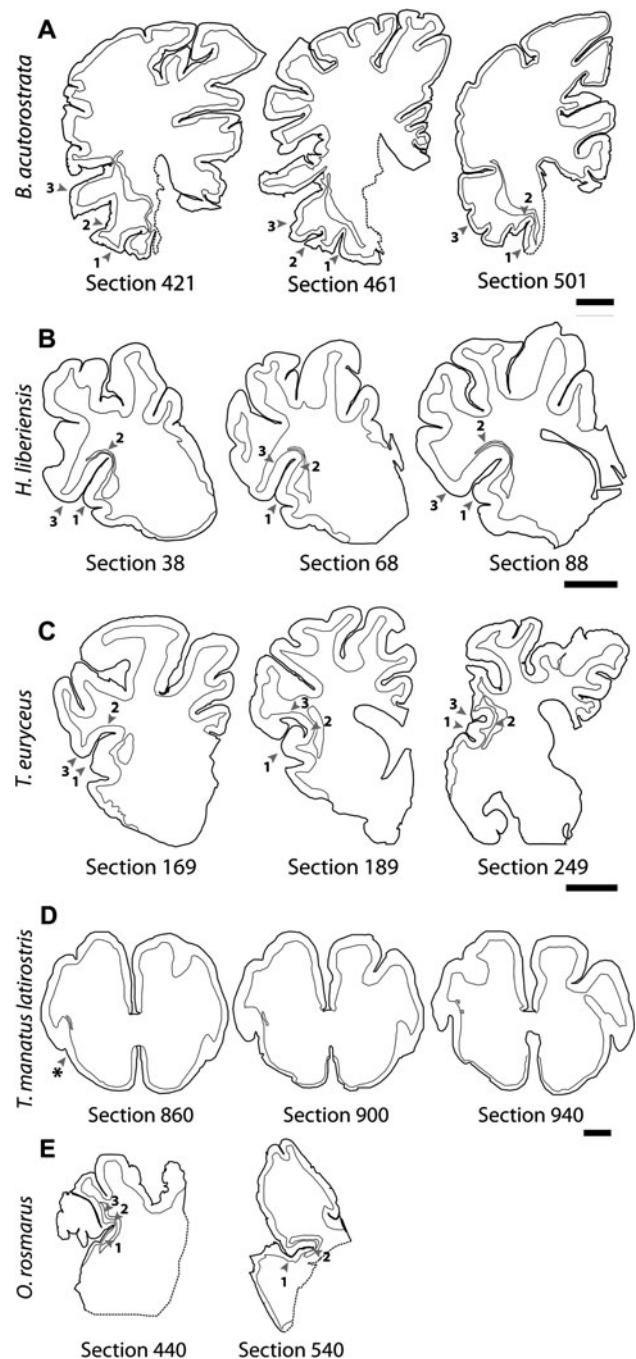 A
B. acutorostrata
3
2
1
3
2
1
2
3
1
Section 421 Section 461 Section 501
B
H. liberiensis
2
3
1
3
2
1
2
3
1
Section 38 Section 68 Section 88
C
T. euryceus
2
3
1
3
2
1
3
1
2
Section 169 Section 189 Section 249
D
T. manatus latirostris
*
Section 860 Section 900 Section 940
E
O. rosmarus
3
2
1
2
1
Section 440 Section 540